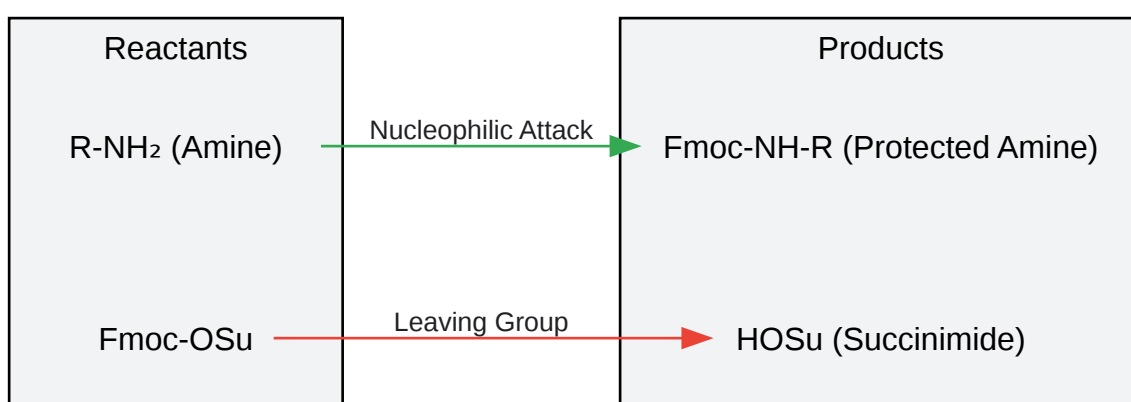 Reactants
Products
R-NH₂ (Amine)
Nucleophilic Attack
Fmoc-NH-R (Protected Amine)
Fmoc-OSu
Leaving Group
HOSu (Succinimide)